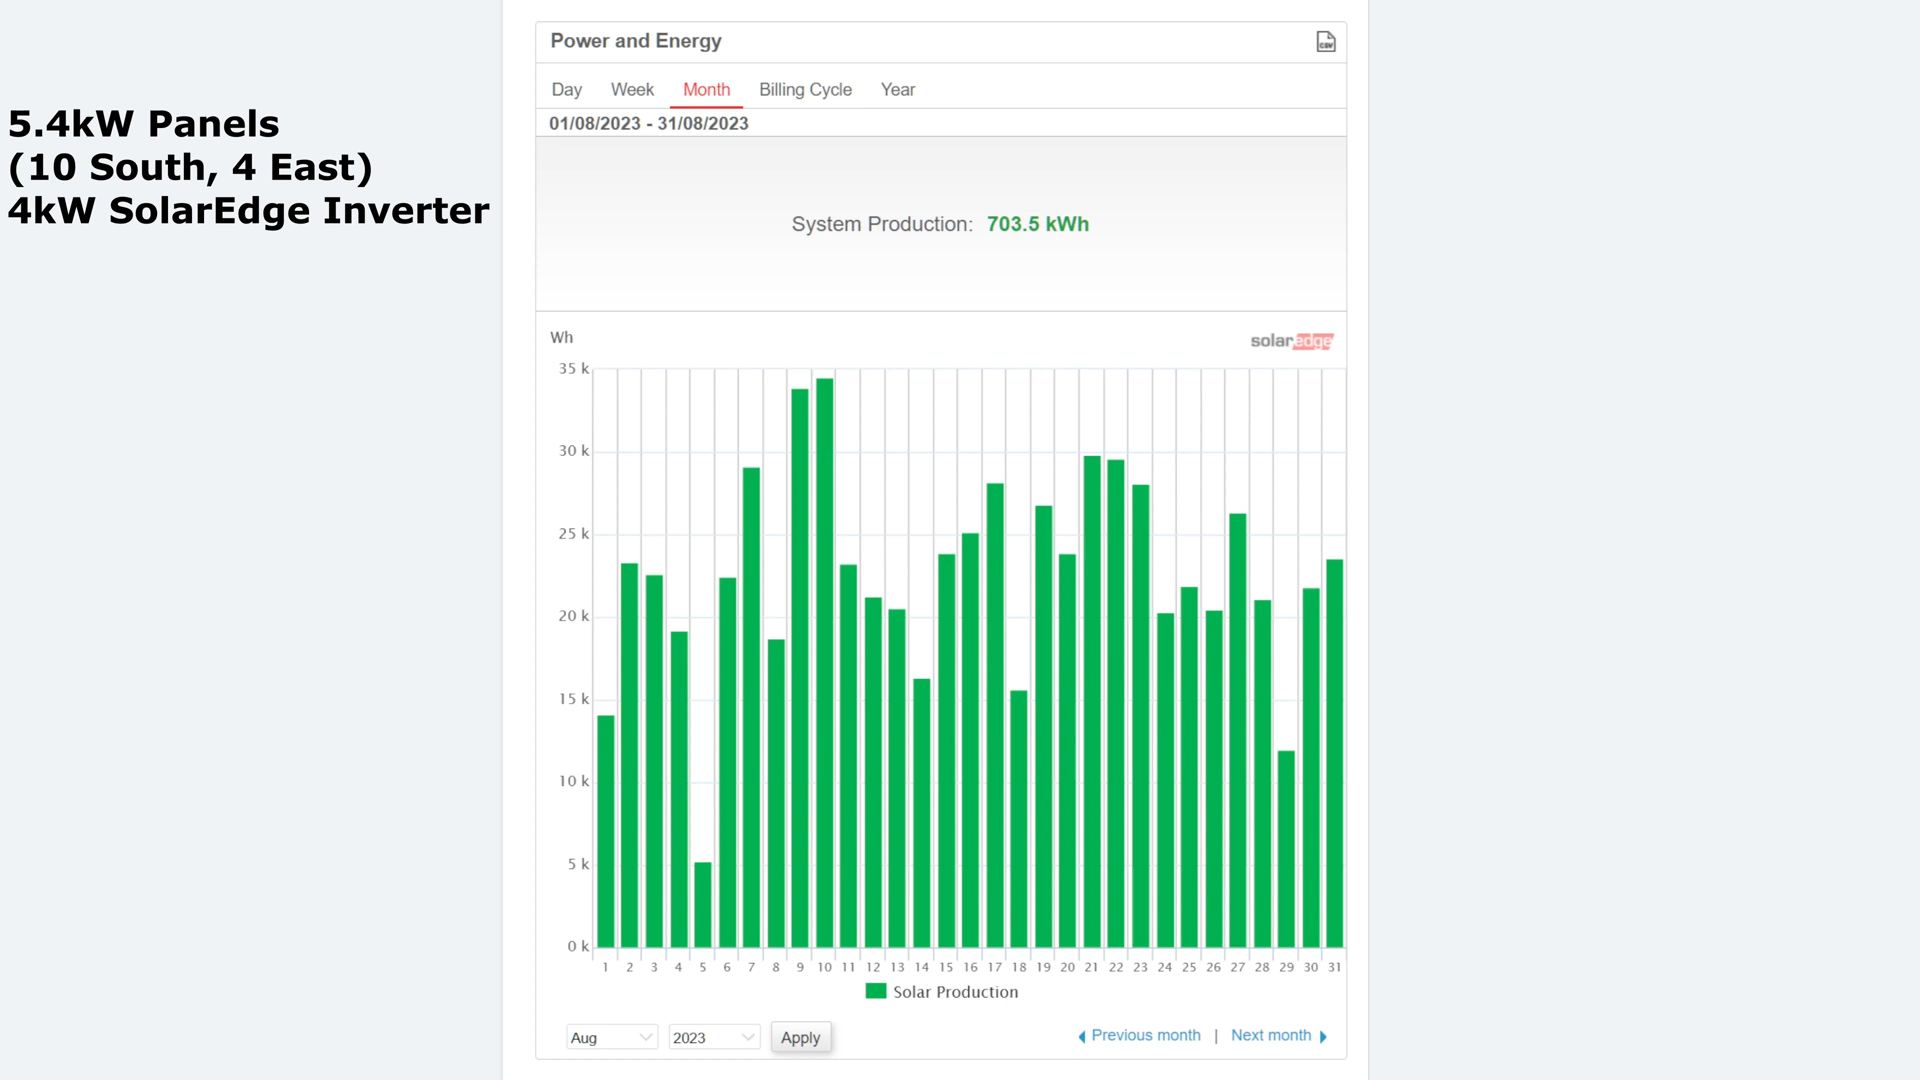 5.4kW Panels
(10 South, 4 East)
4kW SolarEdge Inverter
Power and Energy
CSV
Day Week Month Billing Cycle Year
01/08/2023 - 31/08/2023
System Production: 703.5 kWh
Wh
solaredge
35 k
30 k
25 k
20 k
15 k
10 k
5 k
0 k
1 2 3 4 5 6 7 8 9 10 11 12 13 14 15 16 17 18 19 20 21 22 23 24 25 26 27 28 29 30 31
Solar Production
Aug 2023 Apply Previous month | Next month